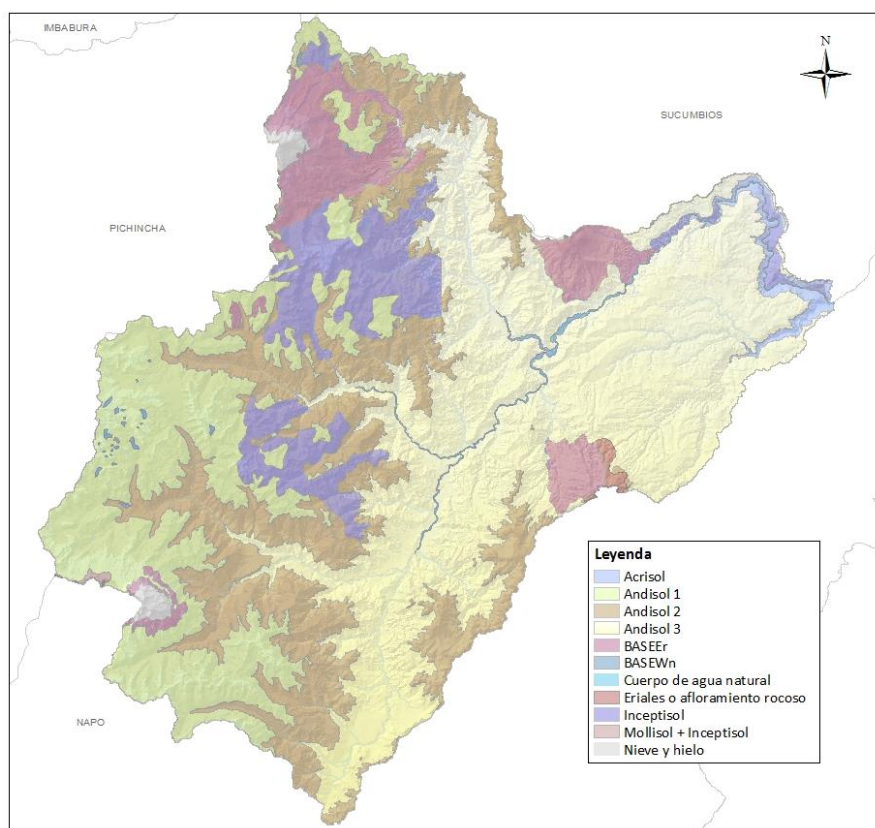 IMBABURA
N
SUCUMBIOS
PICHINCHA
Leyenda
Acrisol
Andisol 1
Andisol 2
Andisol 3
BASEEr
BASEWn
Cuerpo de agua natural
Eriales o afloramiento rocoso
Inceptisol
Mollisol + Inceptisol
Nieve y hielo
NAPO